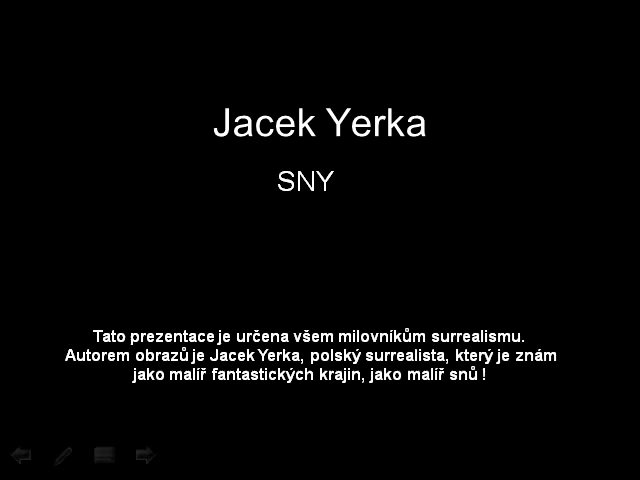 Jacek Yerka
SNY
Tato prezentace je určena všem milovníkům surrealismu.
Autorem obrazů je Jacek Yerka, polský surrealista, který je znám
jako malíř fantastických krajin, jako malíř snů !